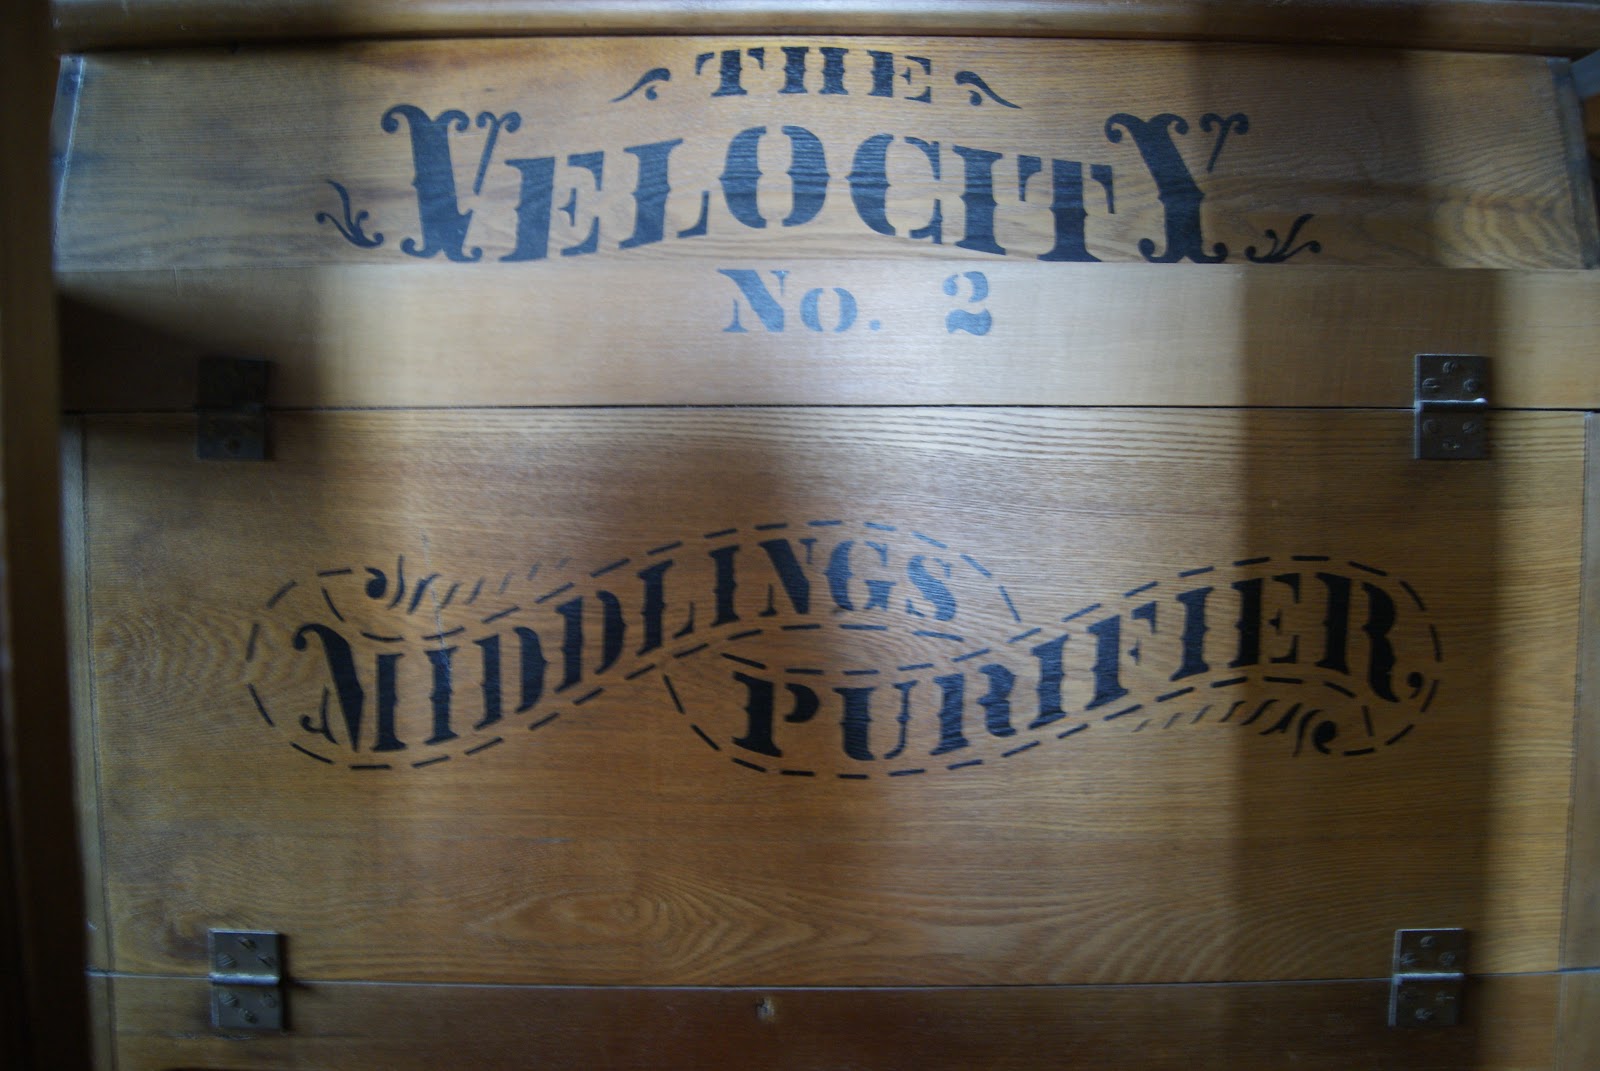 THE
VELOCITY
No. 2
MIDDLINGS
PURIFIER,